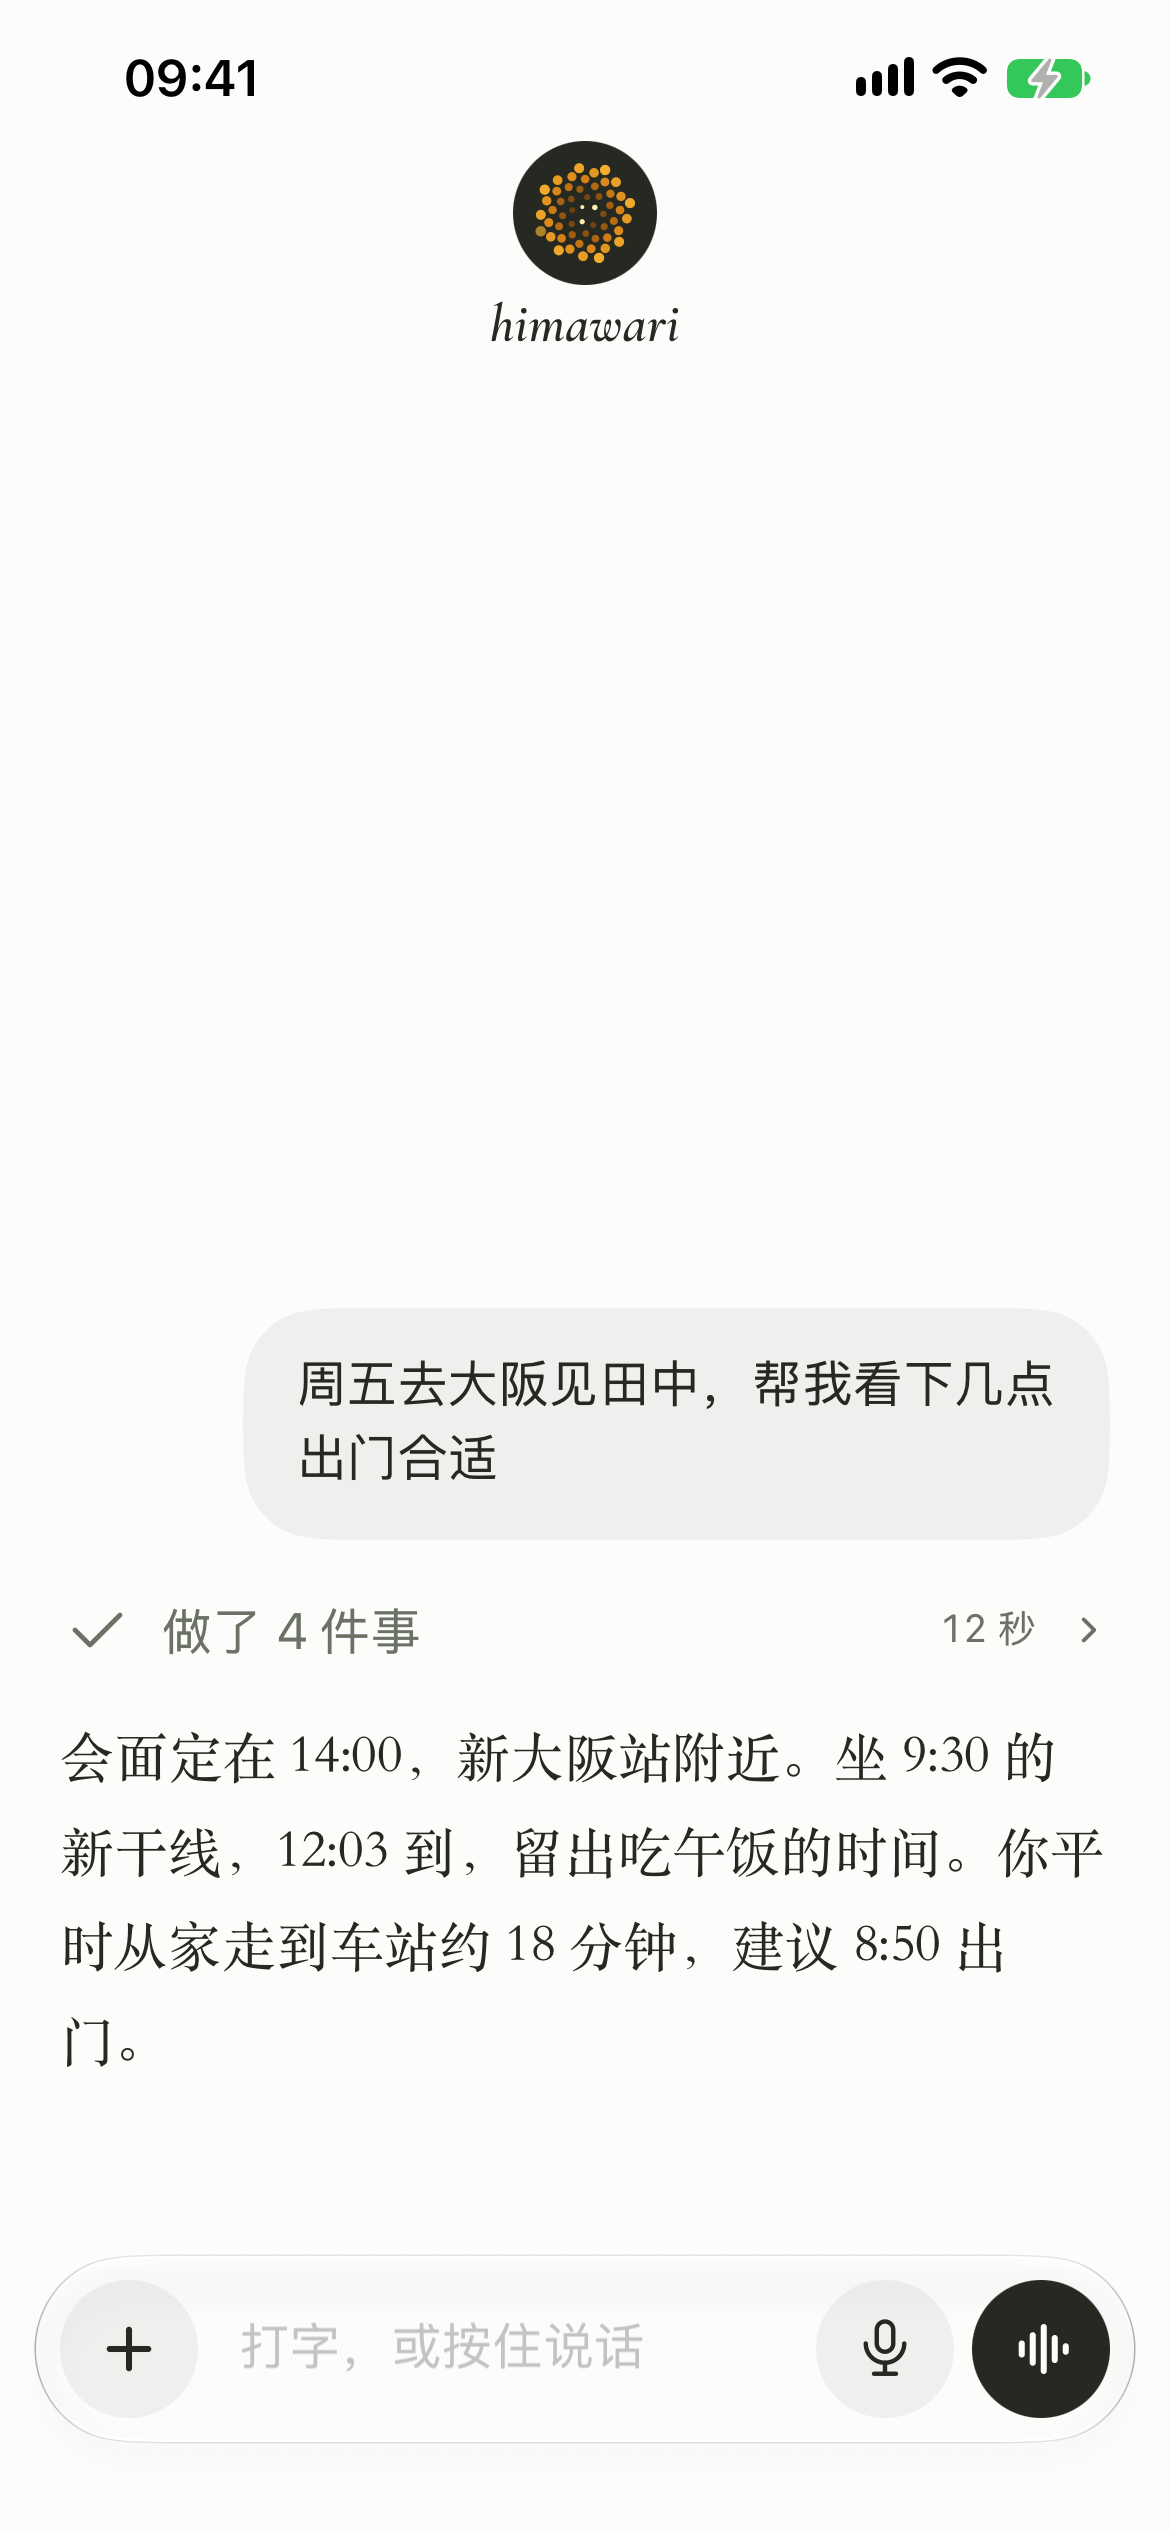 09:41
himawari
周五去大阪见田中，帮我看下几点
出门合适
做了 4 件事
12 秒
会面定在 14:00，新大阪站附近。坐 9:30 的
新干线，12:03 到，留出吃午饭的时间。你平
时从家走到车站约 18 分钟，建议 8:50 出
门。
打字，或按住说话